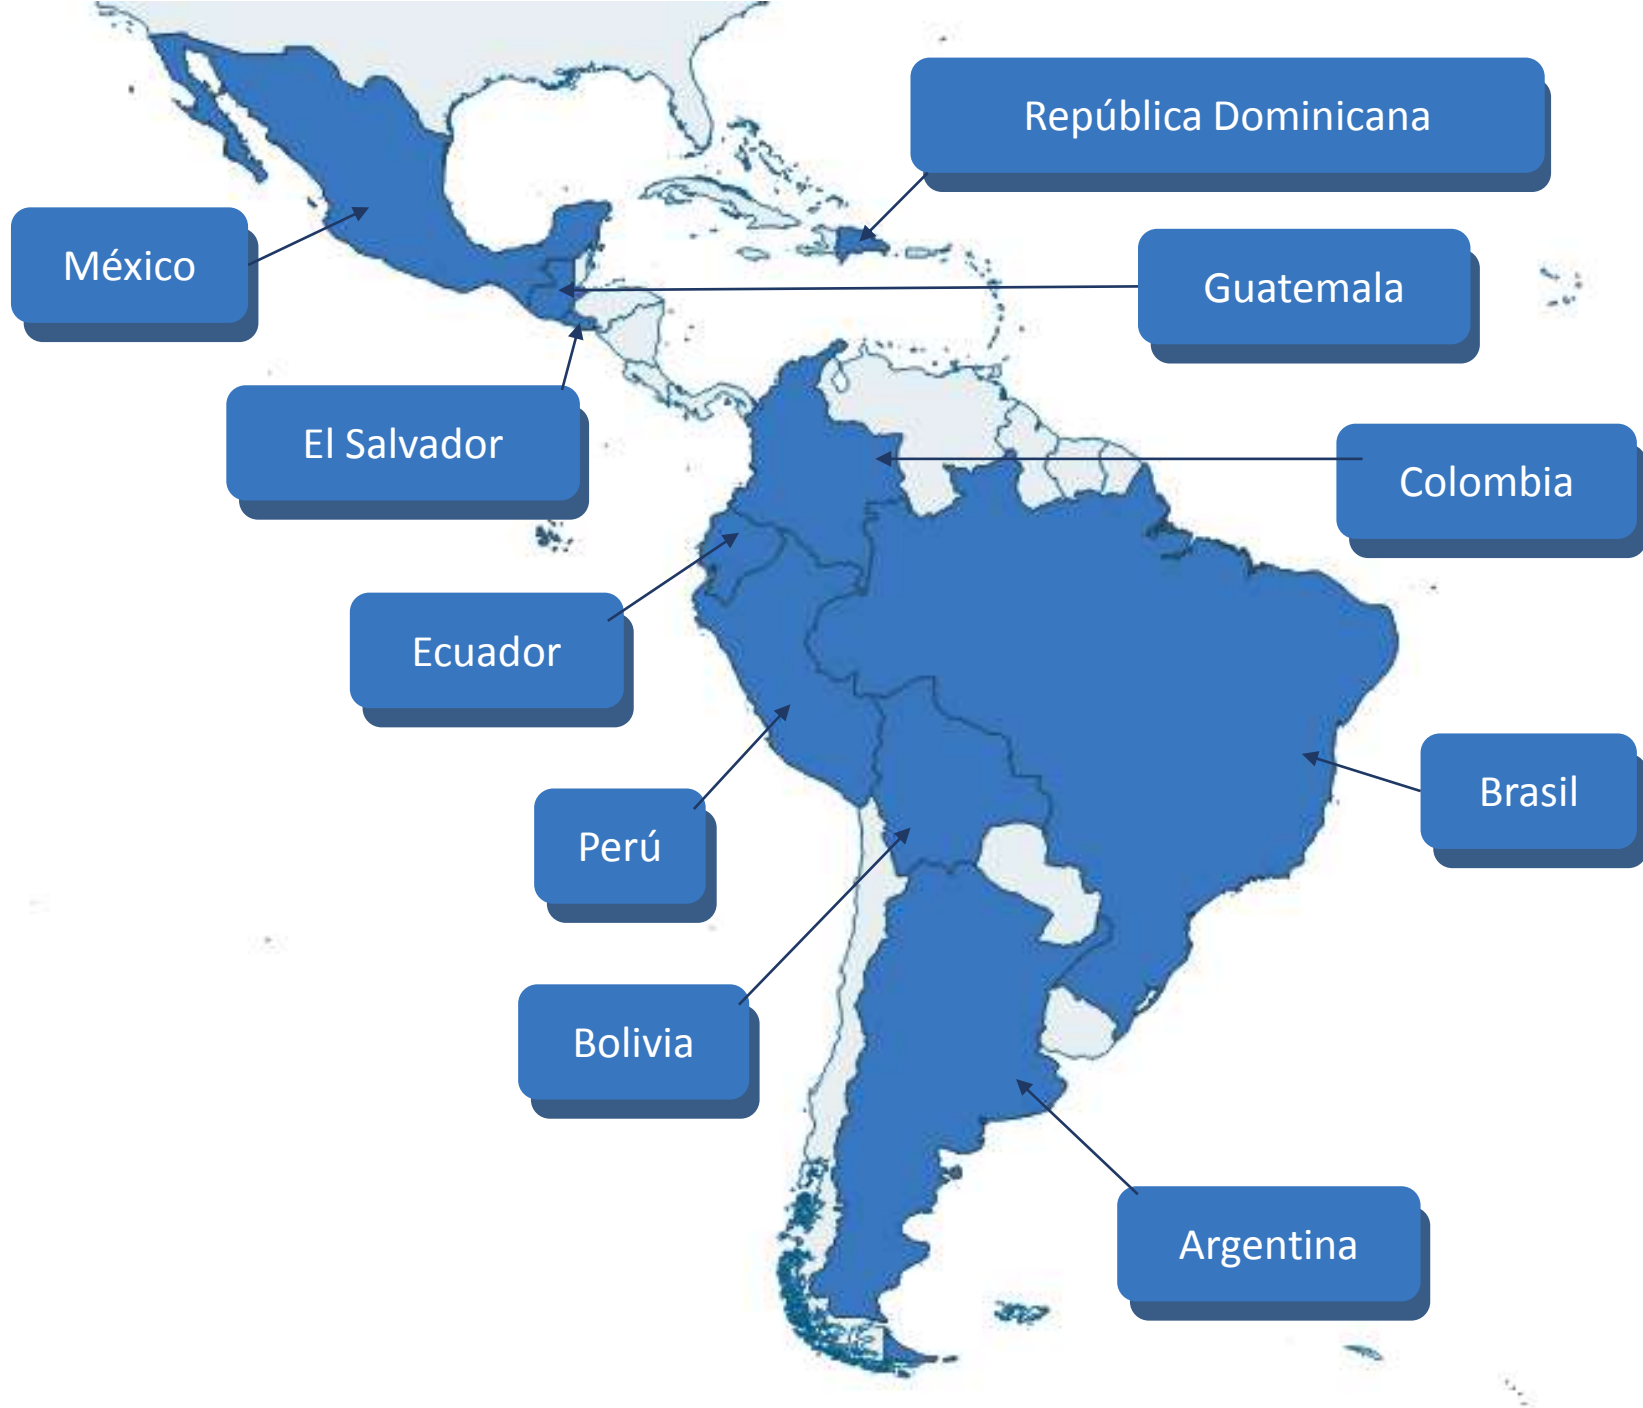 República Dominicana
México
Guatemala
El Salvador
Colombia
Ecuador
Brasil
Perú
Bolivia
Argentina